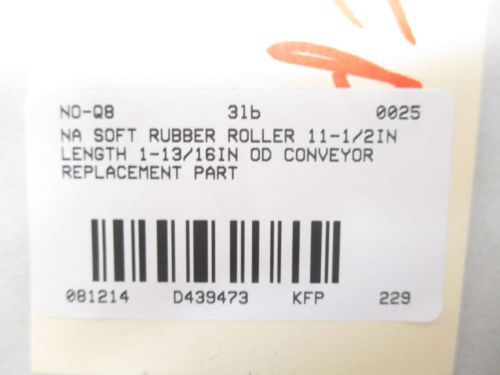 NO-Q8 3lb 0025
NA SOFT RUBBER ROLLER 11-1/2IN
LENGTH 1-13/16IN OD CONVEYOR
REPLACEMENT PART
081214 D439473 KFP 229